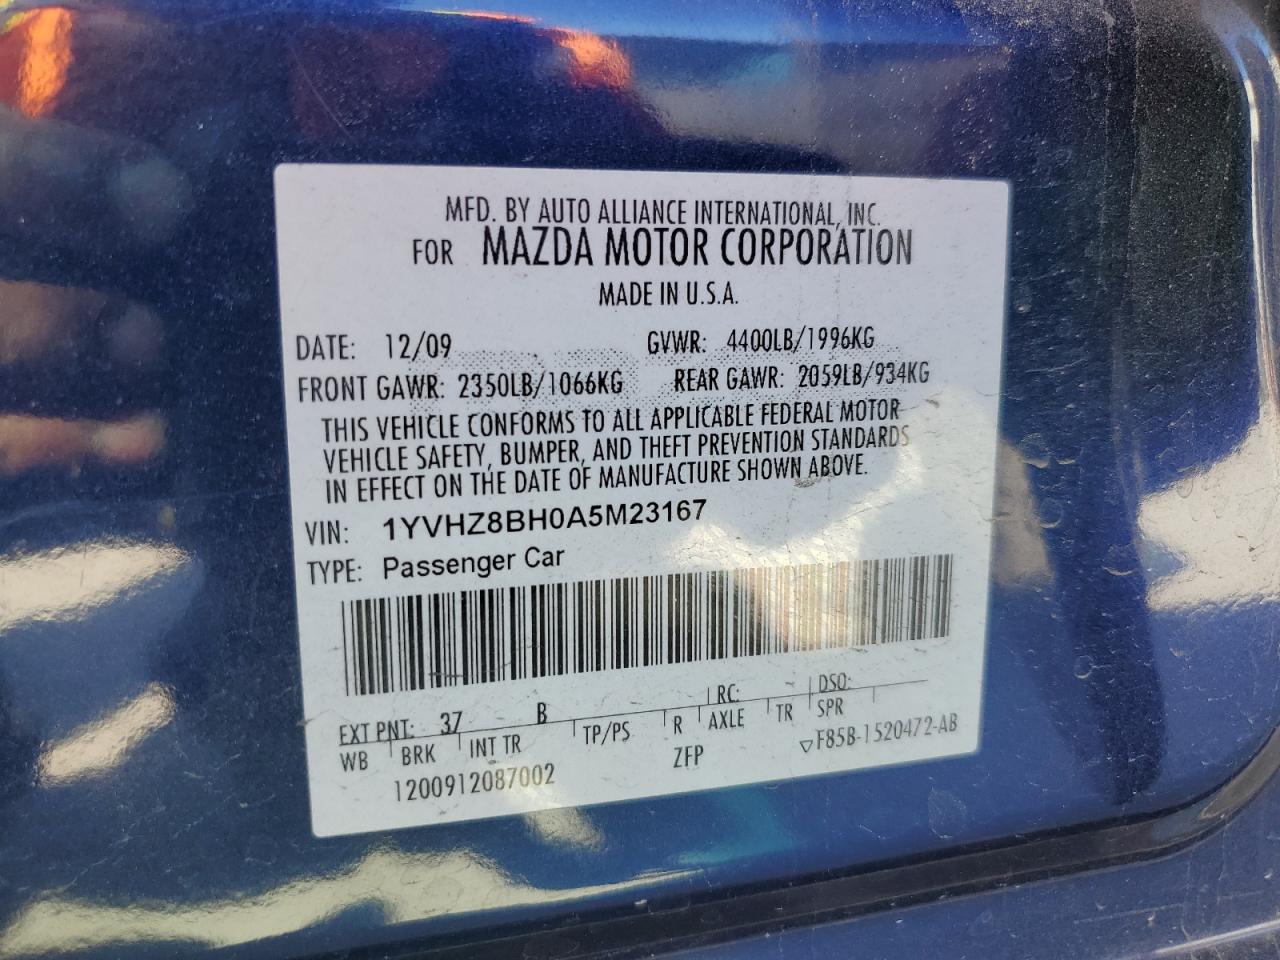 MFD. BY AUTO ALLIANCE INTERNATIONAL, INC.
FOR MAZDA MOTOR CORPORATION
MADE IN U.S.A.
DATE: 12/09 GVWR: 4400LB/1996KG
FRONT GAWR: 2350LB/1066KG REAR GAWR: 2059LB/934KG
THIS VEHICLE CONFORMS TO ALL APPLICABLE FEDERAL MOTOR
VEHICLE SAFETY, BUMPER, AND THEFT PREVENTION STANDARDS
IN EFFECT ON THE DATE OF MANUFACTURE SHOWN ABOVE.
VIN: 1YVHZ8BH0A5M23167
TYPE: Passenger Car
EXT PNT: 37 B RC: DSO:
WB BRK INT TR TP/PS R AXLE TR SPR
1200912087002 ZFP ▽F85B-1520472-AB